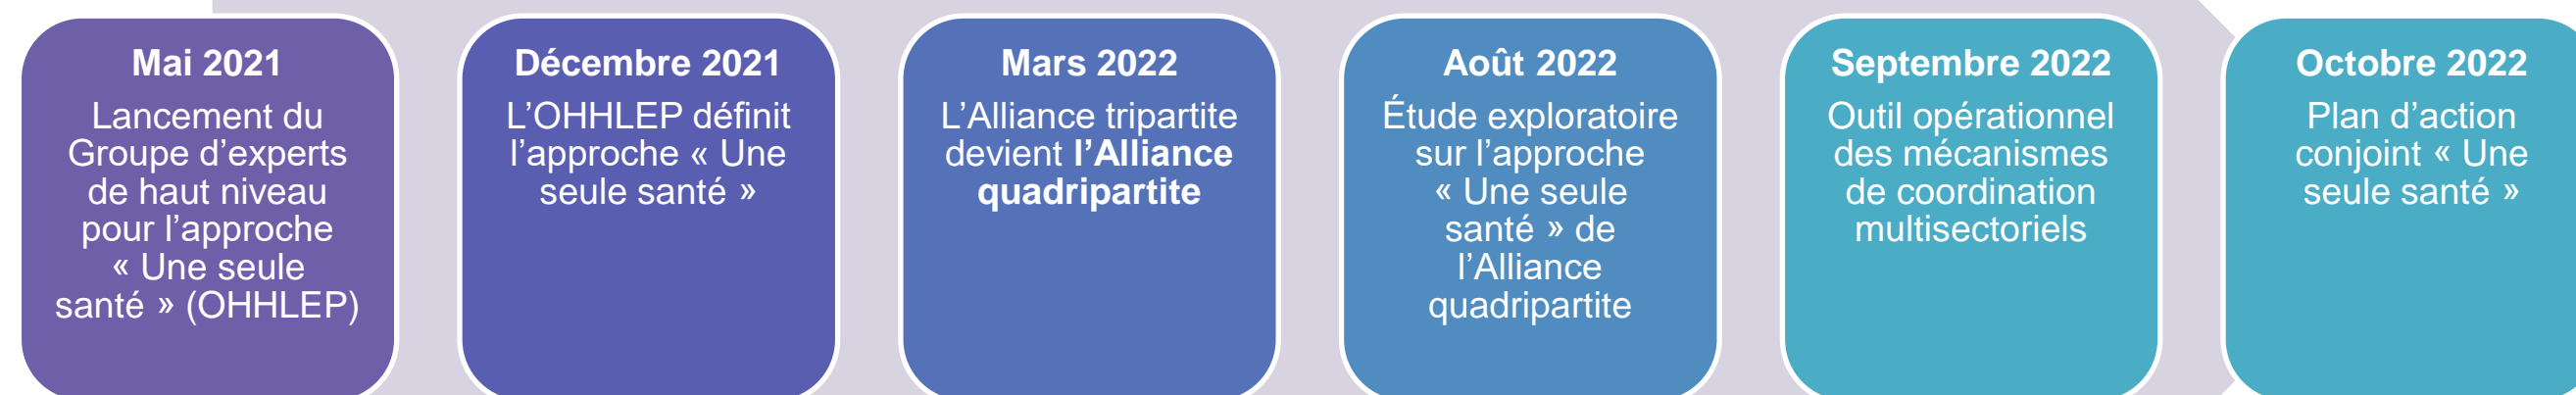 Mai 2021
Lancement du
Groupe d’experts
de haut niveau
pour l’approche
« Une seule
santé » (OHHLEP)
Décembre 2021
L’OHHLEP définit
l’approche « Une
seule santé »
Mars 2022
L’Alliance tripartite
devient l’Alliance
quadripartite
Août 2022
Étude exploratoire
sur l’approche
« Une seule
santé » de
l’Alliance
quadripartite
Septembre 2022
Outil opérationnel
des mécanismes
de coordination
multisectoriels
Octobre 2022
Plan d’action
conjoint « Une
seule santé »